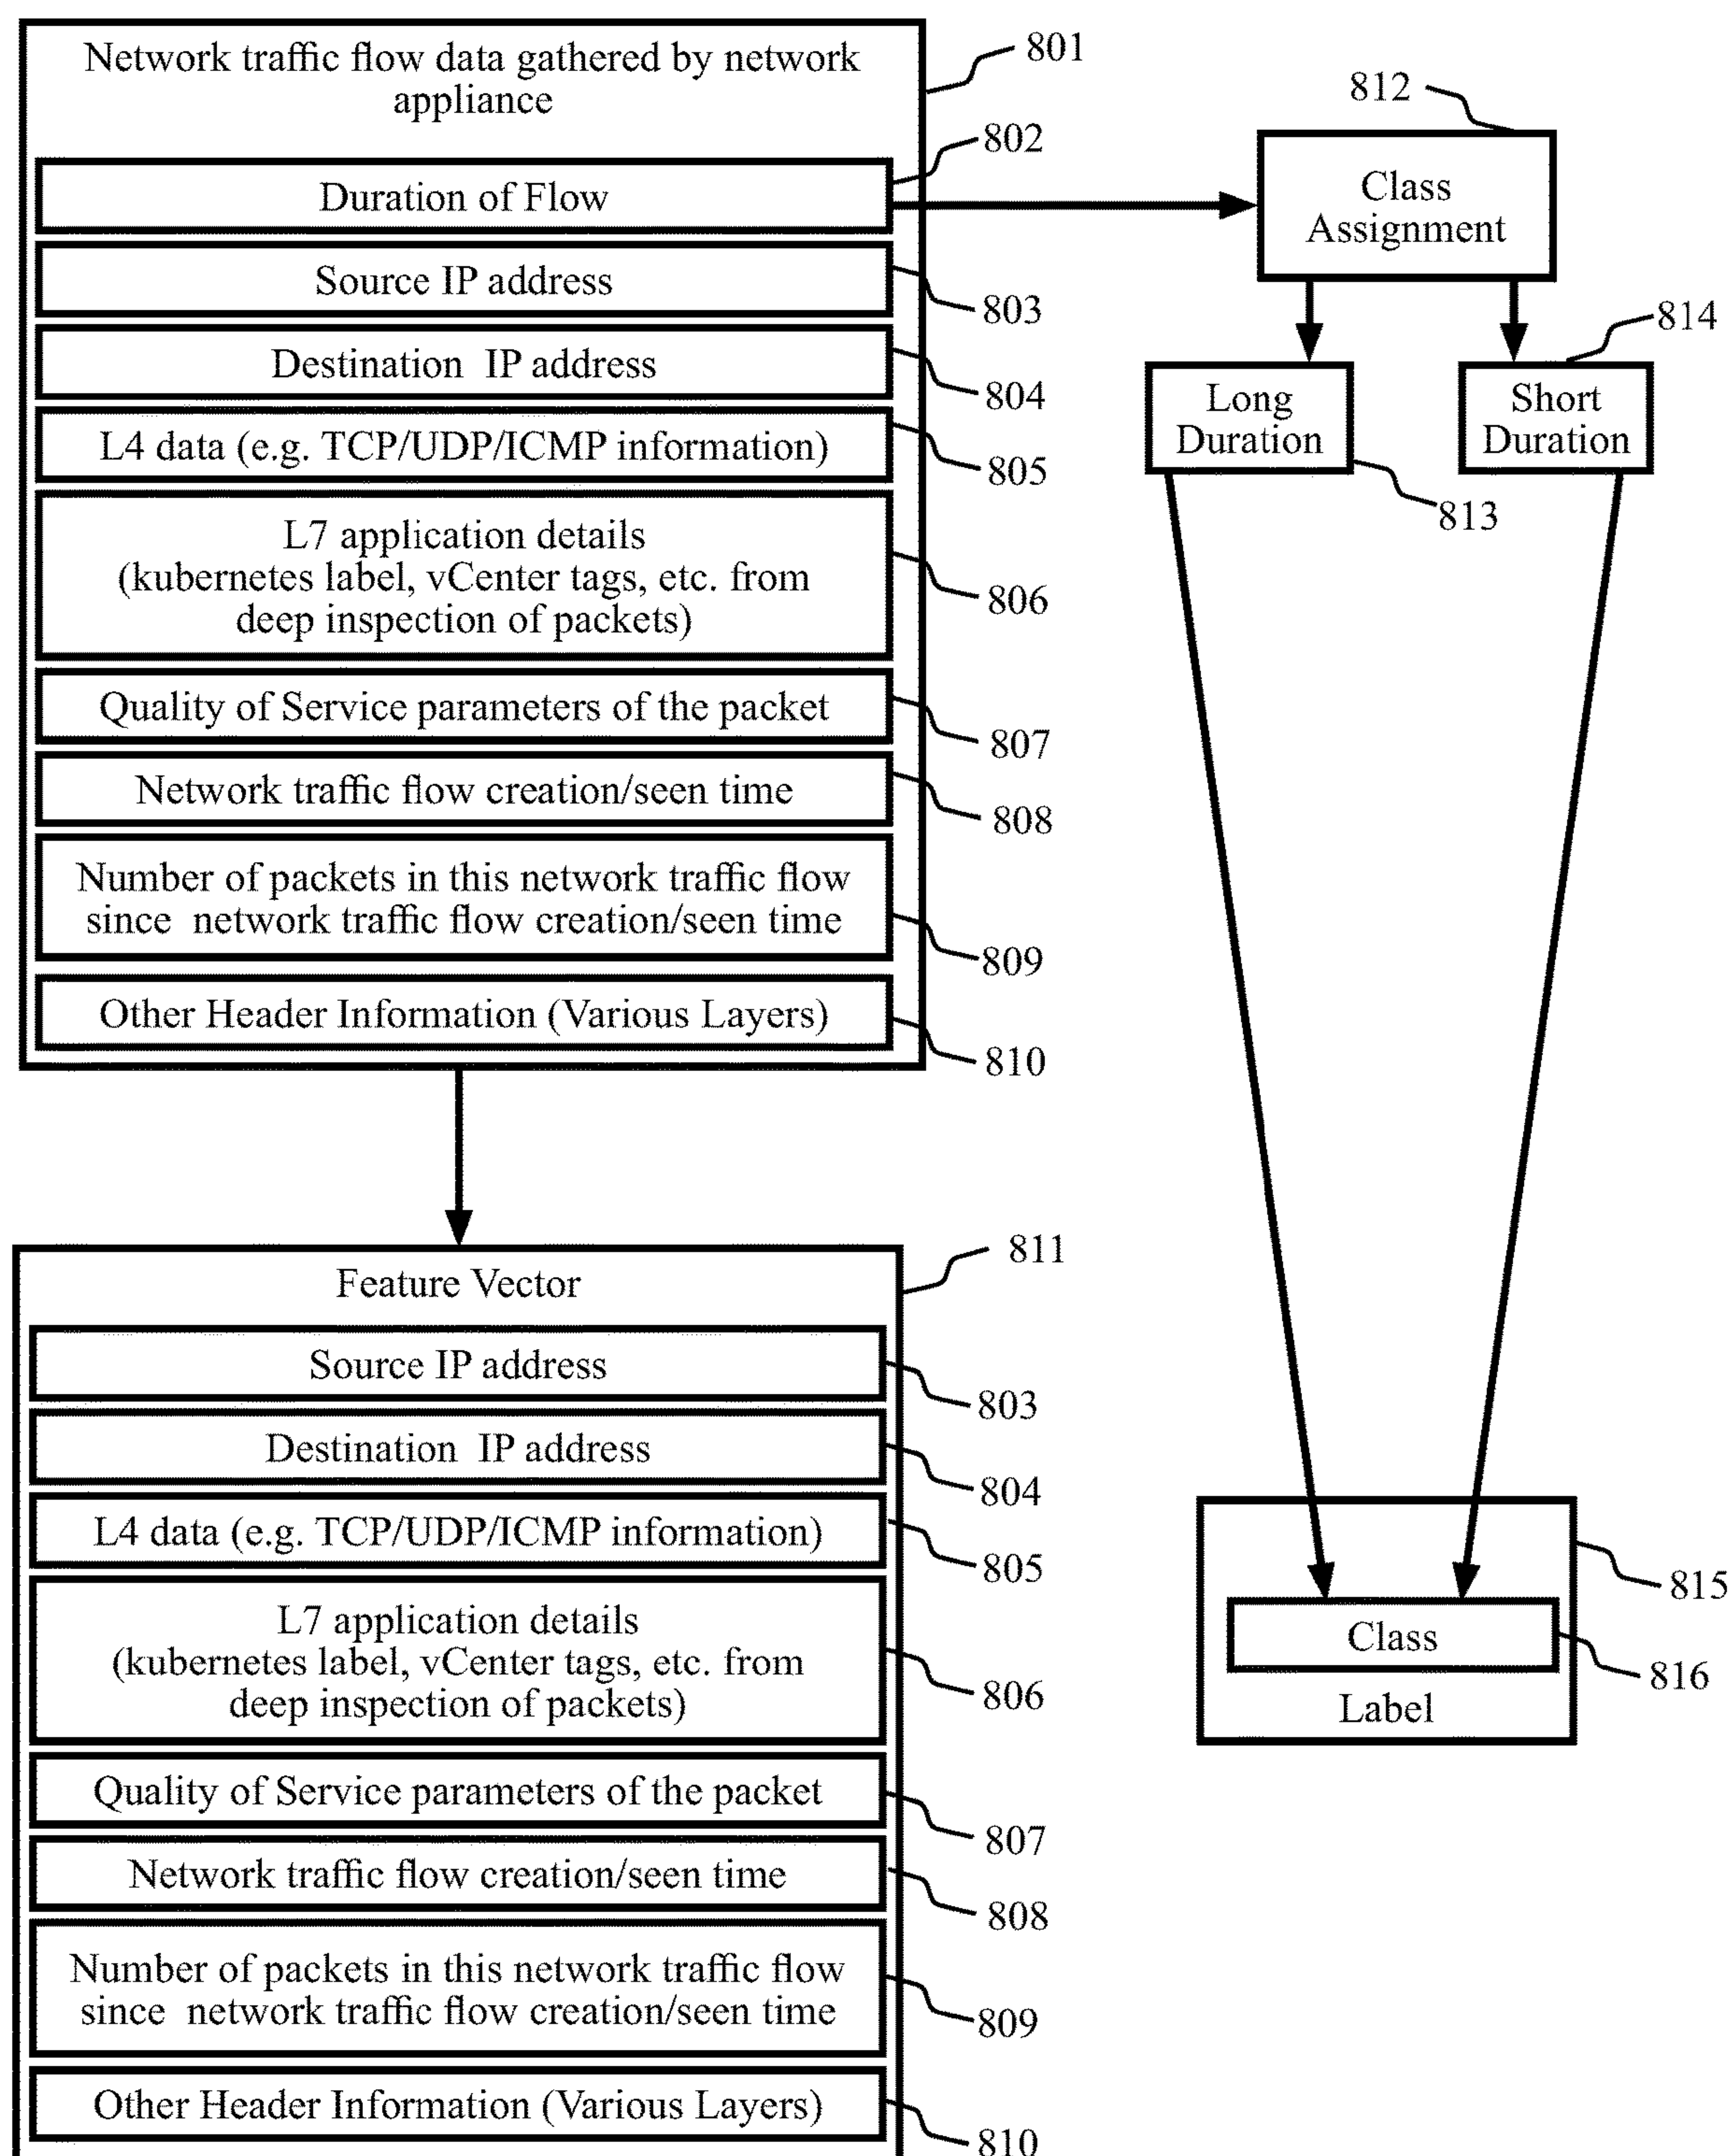 Network traffic flow data gathered by network
appliance
801
802
Duration of Flow
Source IP address
803
Destination IP address
804
L4 data (e.g. TCP/UDP/ICMP information)
805
L7 application details
(kubernetes label, vCenter tags, etc. from
deep inspection of packets)
806
Quality of Service parameters of the packet
807
Network traffic flow creation/seen time
808
Number of packets in this network traffic flow
since network traffic flow creation/seen time
809
Other Header Information (Various Layers)
810
812
Class
Assignment
814
Long
Duration
Short
Duration
813
811
Feature Vector
Source IP address
803
Destination IP address
804
L4 data (e.g. TCP/UDP/ICMP information)
805
L7 application details
(kubernetes label, vCenter tags, etc. from
deep inspection of packets)
806
Quality of Service parameters of the packet
807
Network traffic flow creation/seen time
808
Number of packets in this network traffic flow
since network traffic flow creation/seen time
809
Other Header Information (Various Layers)
810
815
Class
816
Label